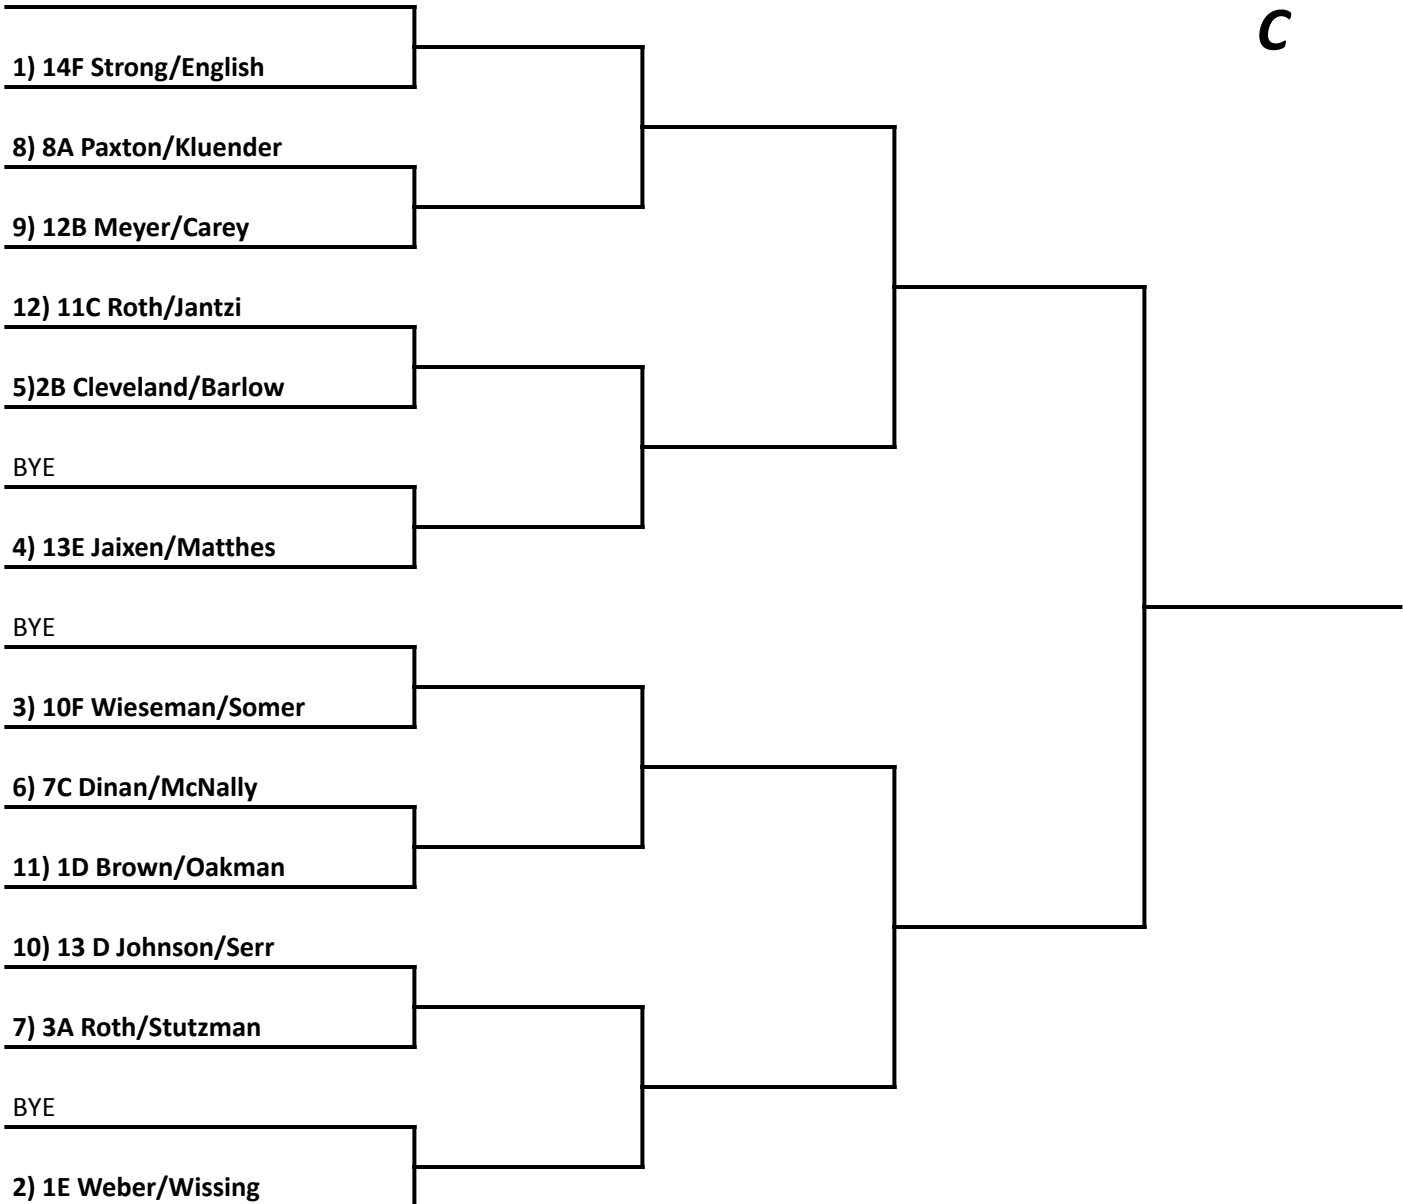 C
1) 14F Strong/English
8) 8A Paxton/Kluender
9) 12B Meyer/Carey
12) 11C Roth/Jantzi
5)2B Cleveland/Barlow
BYE
4) 13E Jaixen/Matthes
BYE
3) 10F Wieseman/Somer
6) 7C Dinan/McNally
11) 1D Brown/Oakman
10) 13 D Johnson/Serr
7) 3A Roth/Stutzman
BYE
2) 1E Weber/Wissing